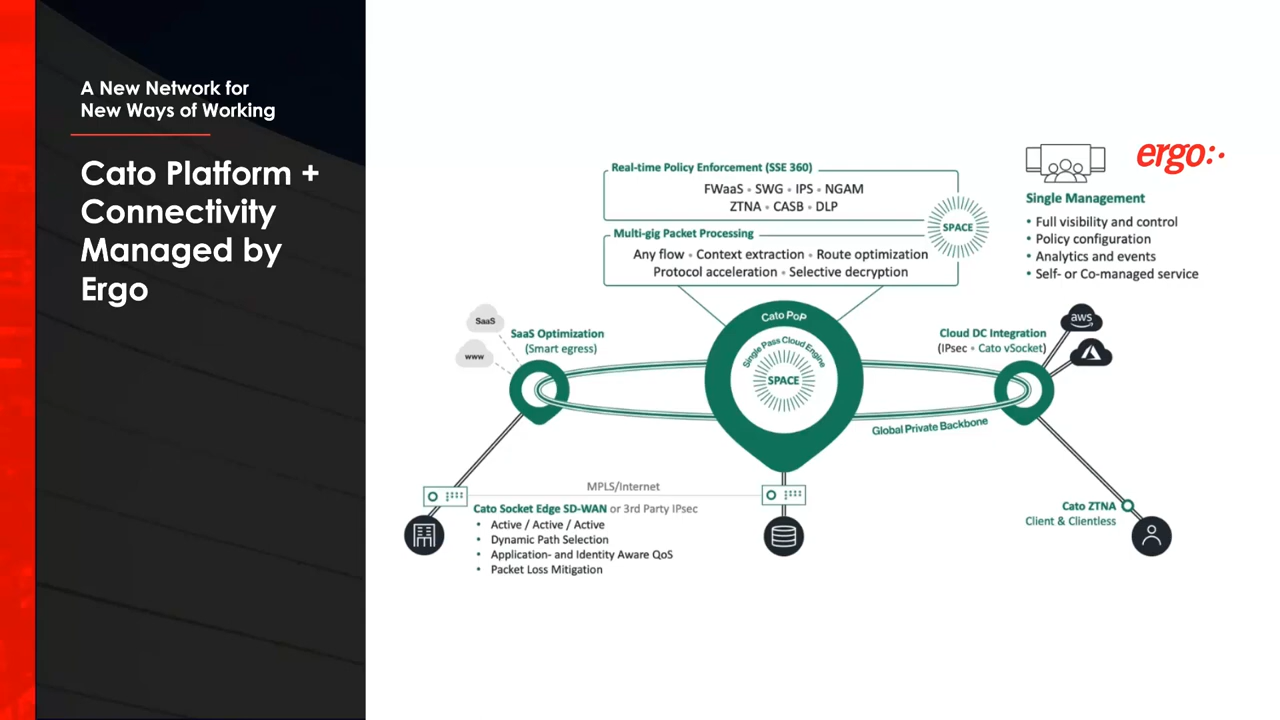 A New Network for
New Ways of Working
Cato Platform +
Connectivity
Managed by
Ergo
Real-time Policy Enforcement (SSE 360)
FWaaS • SWG • IPS • NGAM
ZTNA • CASB • DLP
SPACE
Multi-gig Packet Processing
Any flow • Context extraction • Route optimization
Protocol acceleration • Selective decryption
ergo:•
Single Management
• Full visibility and control
• Policy configuration
• Analytics and events
• Self- or Co-managed service
SaaS
www
SaaS Optimization
(Smart egress)
Cato PoP
Single Pass Cloud Engine
SPACE
Cloud DC Integration
(IPsec • Cato vSocket)
aws
Global Private Backbone
MPLS/Internet
Cato Socket Edge SD-WAN or 3rd Party IPsec
• Active / Active / Active
• Dynamic Path Selection
• Application- and Identity Aware QoS
• Packet Loss Mitigation
Cato ZTNA
Client & Clientless